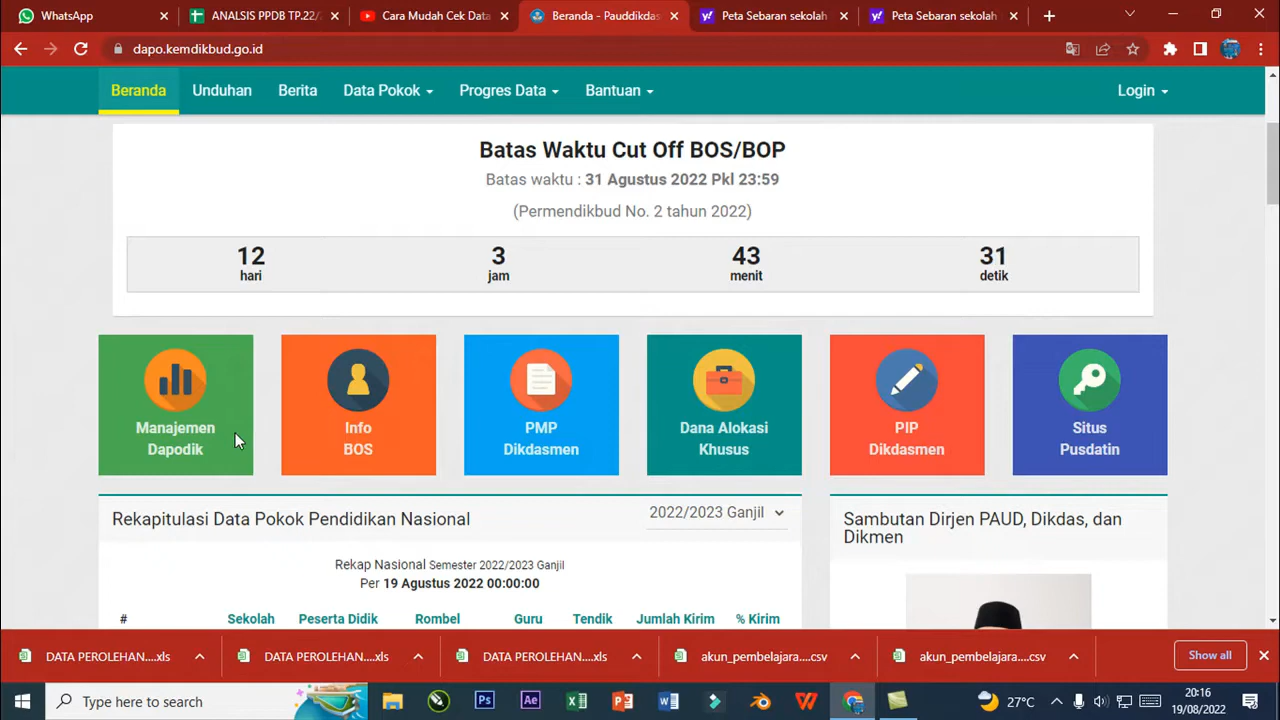 WhatsApp
ANALSIS PPDB TP.22/
Cara Mudah Cek Data
Beranda - Pauddikdas
Peta Sebaran sekolah
Peta Sebaran sekolah
dapo.kemdikbud.go.id
Beranda
Unduhan
Berita
Data Pokok
Progres Data
Bantuan
Login
Batas Waktu Cut Off BOS/BOP
Batas waktu : 31 Agustus 2022 Pkl 23:59
(Permendikbud No. 2 tahun 2022)
12
hari
3
jam
43
menit
31
detik
Manajemen
Dapodik
Info
BOS
PMP
Dikdasmen
Dana Alokasi
Khusus
PIP
Dikdasmen
Situs
Pusdatin
Rekapitulasi Data Pokok Pendidikan Nasional
2022/2023 Ganjil
Rekap Nasional Semester 2022/2023 Ganjil
Per 19 Agustus 2022 00:00:00
# Sekolah Peserta Didik Rombel Guru Tendik Jumlah Kirim % Kirim
Sambutan Dirjen PAUD, Dikdas, dan
Dikmen
DATA PEROLEHAN....xls
DATA PEROLEHAN....xls
DATA PEROLEHAN....xls
akun_pembelajara....csv
akun_pembelajara....csv
Show all
Type here to search
Ps
Ae
27°C
20:16
19/08/2022